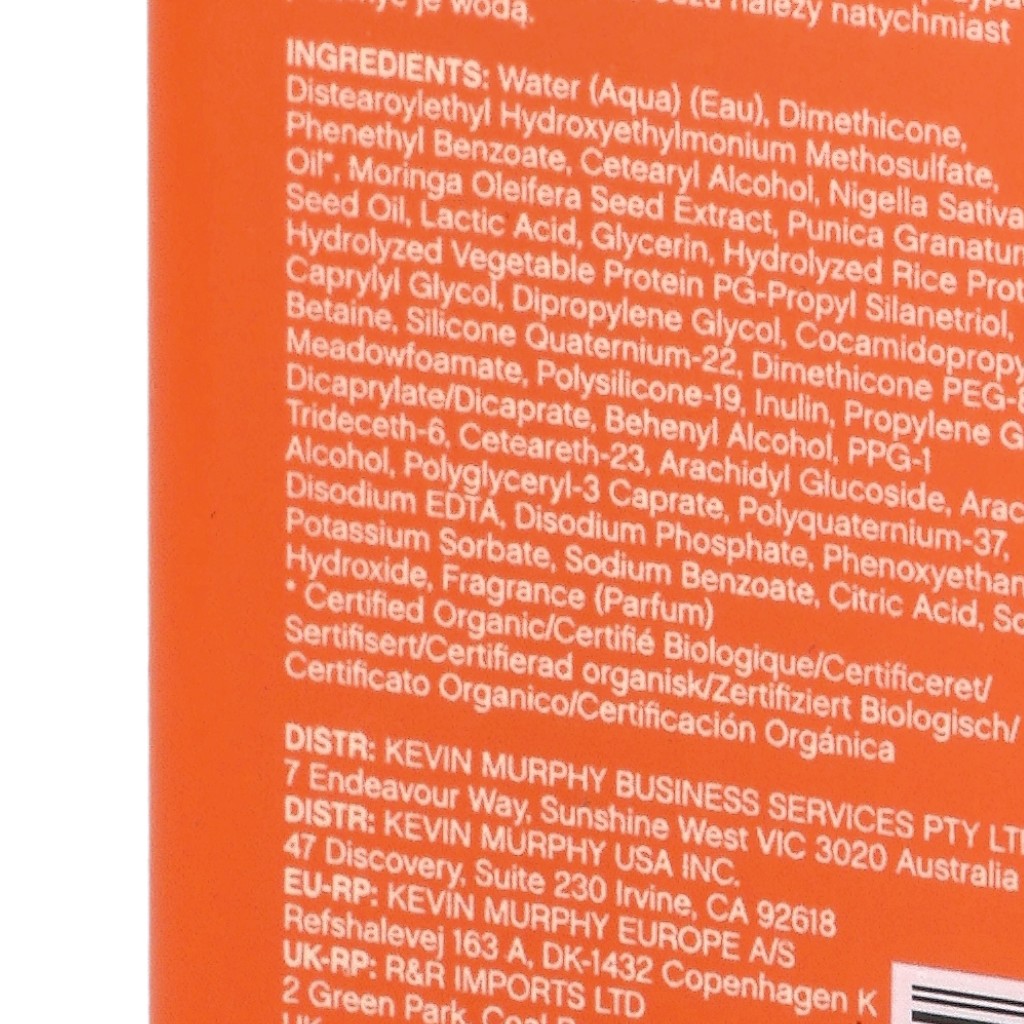 je wodą.
należy natychmiast
INGREDIENTS: Water (Aqua) (Eau), Dimethicone,
Distearoylethyl Hydroxyethylmonium Methosulfate,
Phenethyl Benzoate, Cetearyl Alcohol, Nigella Sativa
Oil*, Moringa Oleifera Seed Extract, Punica Granatum
Seed Oil, Lactic Acid, Glycerin, Hydrolyzed Rice Prot
Hydrolyzed Vegetable Protein PG-Propyl Silanetriol,
Caprylyl Glycol, Dipropylene Glycol, Cocamidopropy
Betaine, Silicone Quaternium-22, Dimethicone PEG-8
Meadowfoamate, Polysilicone-19, Inulin, Propylene G
Dicaprylate/Dicaprate, Behenyl Alcohol, PPG-1
Trideceth-6, Ceteareth-23, Arachidyl Glucoside, Arac
Alcohol, Polyglyceryl-3 Caprate, Polyquaternium-37,
Disodium EDTA, Disodium Phosphate, Phenoxyethan
Potassium Sorbate, Sodium Benzoate, Citric Acid, So
Hydroxide, Fragrance (Parfum)
* Certified Organic/Certifié Biologique/Certificeret/
Sertifisert/Certifierad organisk/Zertifiziert Biologisch/
Certificato Organico/Certificación Orgánica
DISTR: KEVIN MURPHY BUSINESS SERVICES PTY LT
7 Endeavour Way, Sunshine West VIC 3020 Australia
DISTR: KEVIN MURPHY USA INC.
47 Discovery, Suite 230 Irvine, CA 92618
EU-RP: KEVIN MURPHY EUROPE A/S
Refshalevej 163 A, DK-1432 Copenhagen K
UK-RP: R&R IMPORTS LTD
2 Green Park, Coal
UK